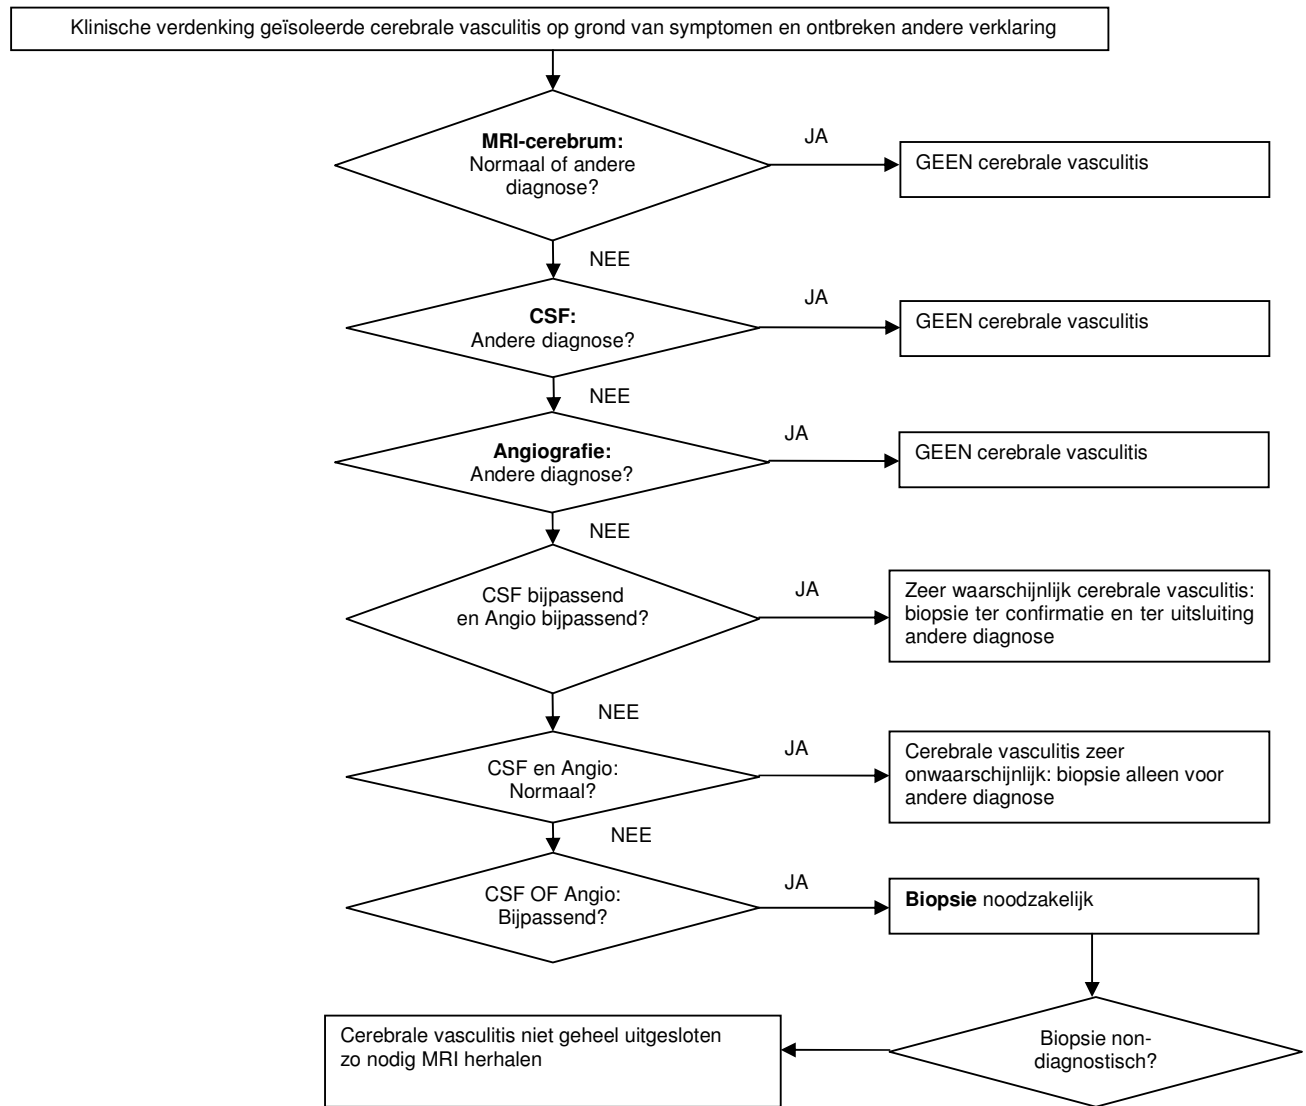 Klinische verdenking geïsoleerde cerebrale vasculitis op grond van symptomen en ontbreken andere verklaring
MRI-cerebrum:
Normaal of andere
diagnose?
JA
GEEN cerebrale vasculitis
NEE
CSF:
Andere diagnose?
JA
GEEN cerebrale vasculitis
NEE
Angiografie:
Andere diagnose?
JA
GEEN cerebrale vasculitis
NEE
CSF bijpassend
en Angio bijpassend?
JA
Zeer waarschijnlijk cerebrale vasculitis:
biopsie ter confirmatie en ter uitsluiting
andere diagnose
NEE
CSF en Angio:
Normaal?
JA
Cerebrale vasculitis zeer
onwaarschijnlijk: biopsie alleen voor
andere diagnose
NEE
CSF OF Angio:
Bijpassend?
JA
Biopsie noodzakelijk
Biopsie non-
diagnostisch?
Cerebrale vasculitis niet geheel uitgesloten
zo nodig MRI herhalen